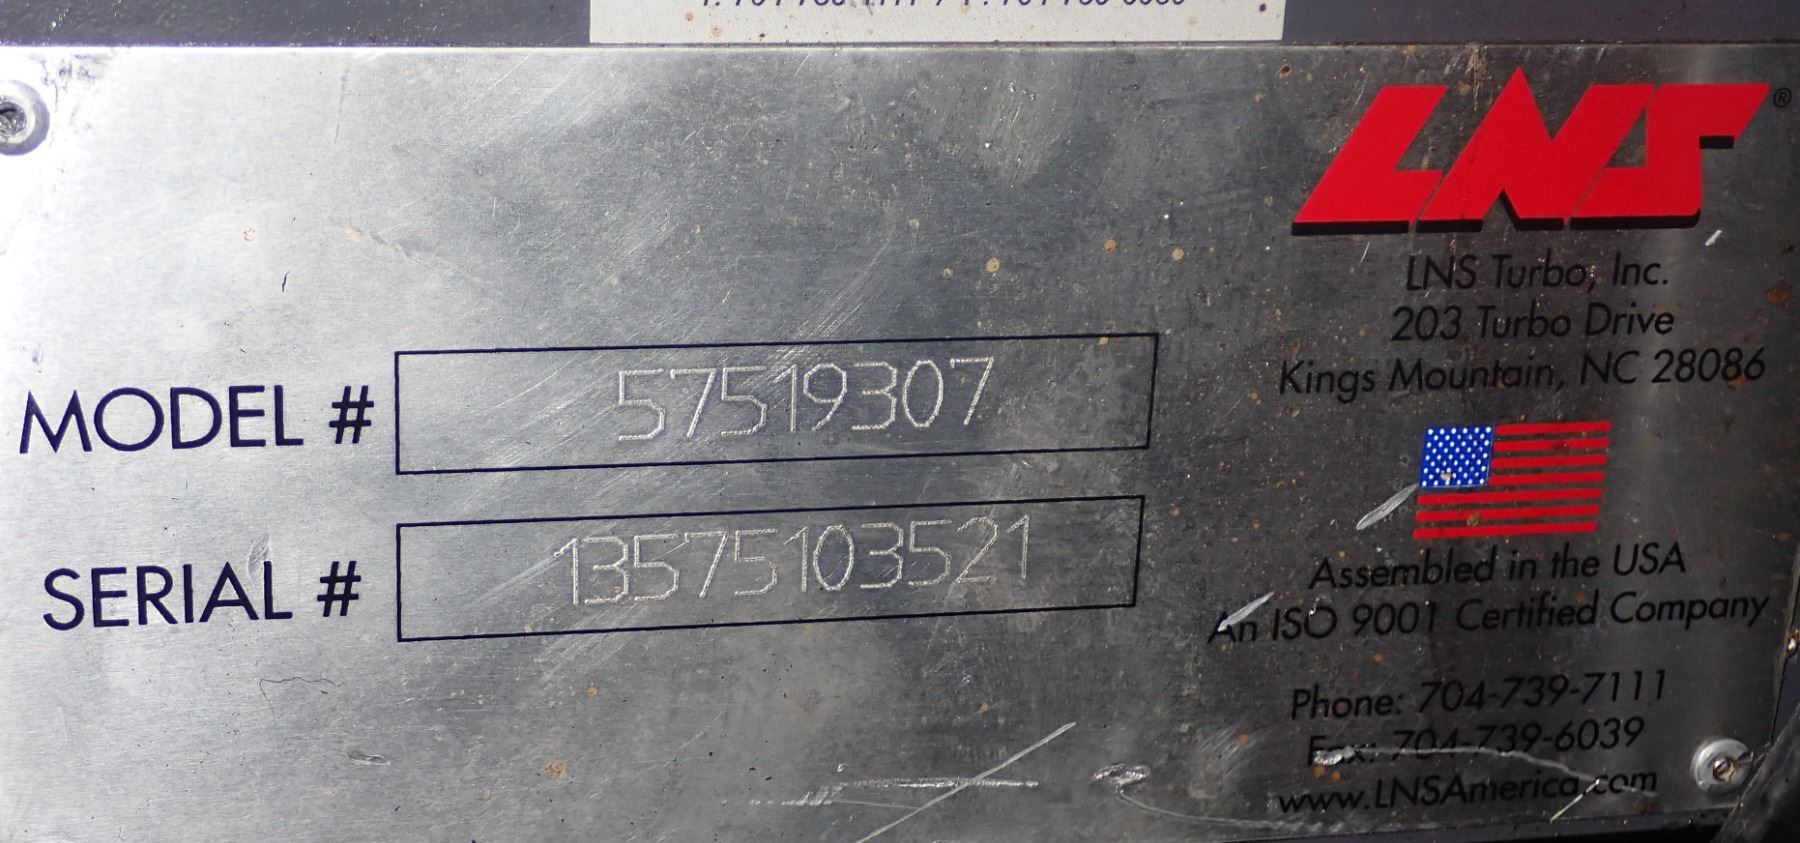 LNS®
LNS Turbo, Inc.
203 Turbo Drive
Kings Mountain, NC 28086
MODEL # 57519307
SERIAL # 13575103521
Assembled in the USA
An ISO 9001 Certified Company
Phone: 704-739-7111
Fax: 704-739-6039
www.LNSAmerica.com